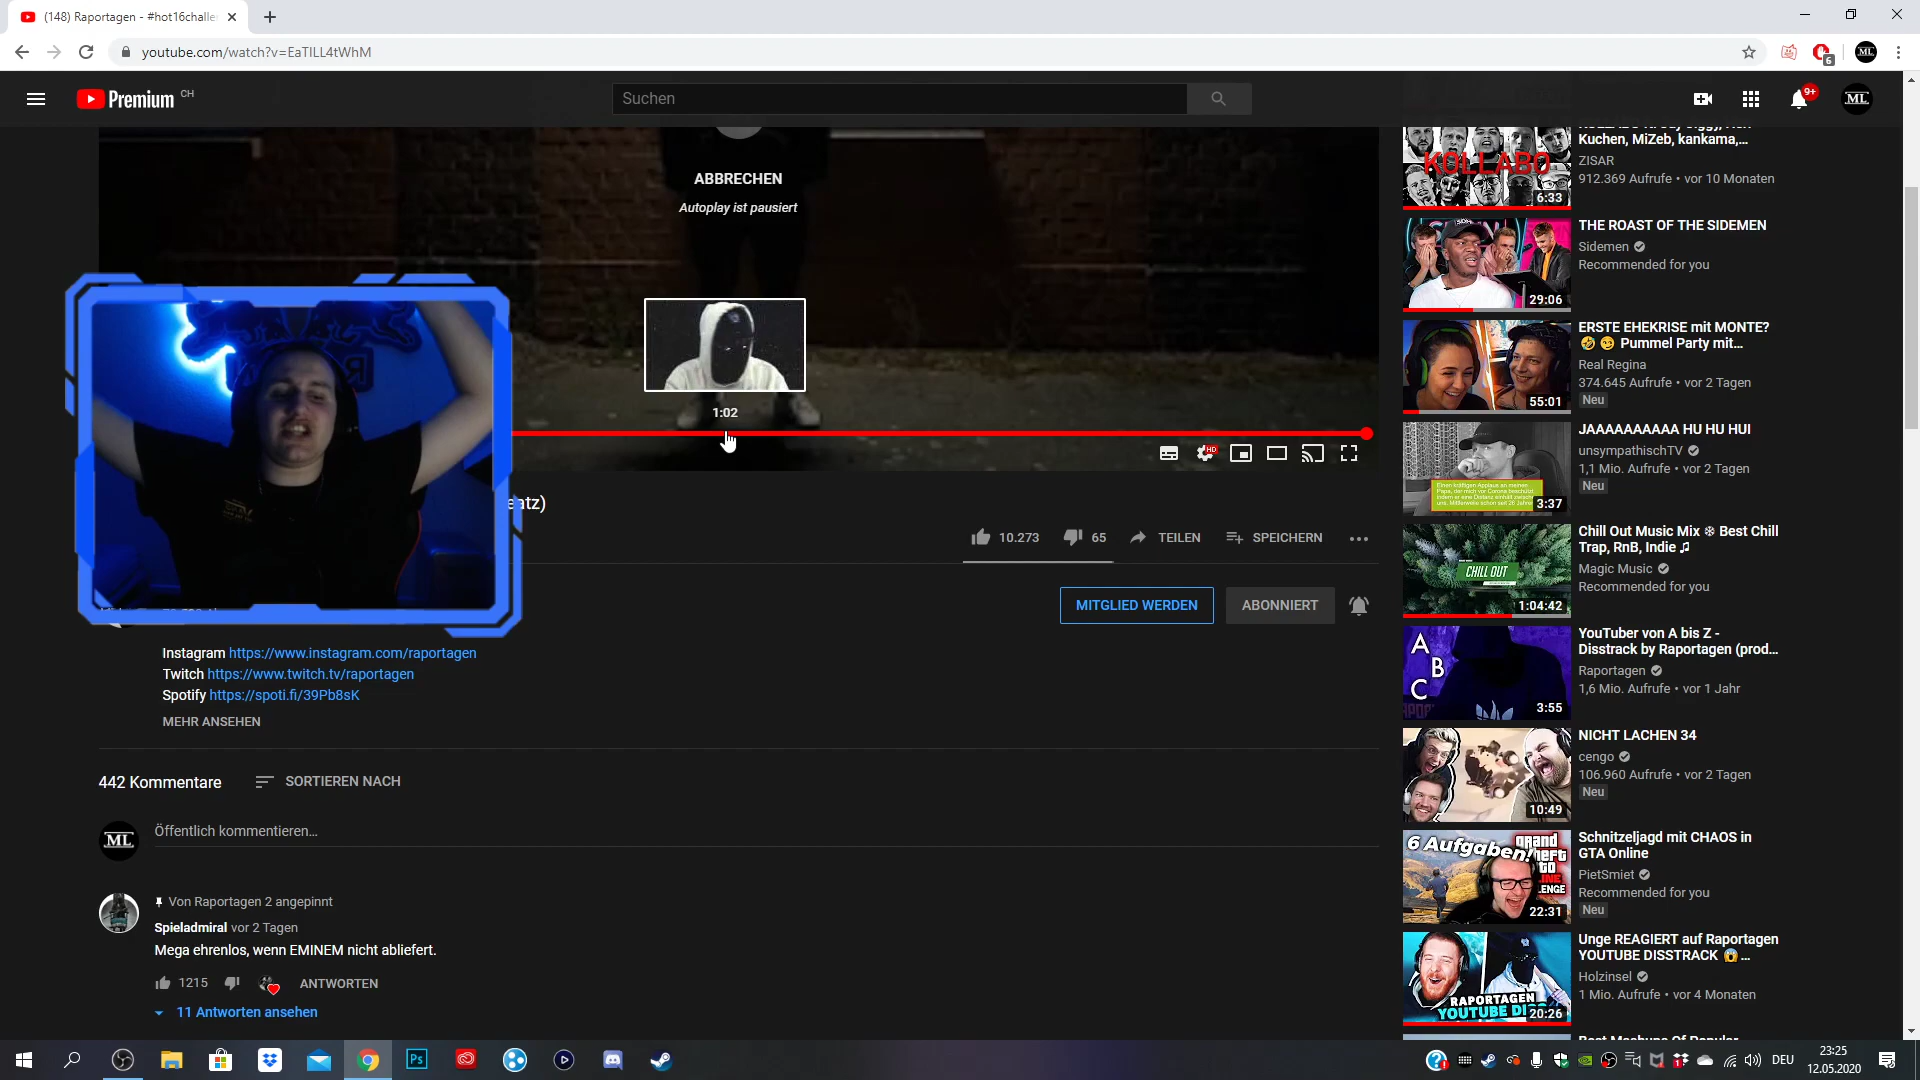 (148) Raportagen - #hot16challe
youtube.com/watch?v=EaTILL4tWhM
6
ML
Premium CH
Suchen
9+
ML
ABBRECHEN
Autoplay ist pausiert
1:02
HD
eatz)
10.273
65
TEILEN
SPEICHERN
MITGLIED WERDEN
ABONNIERT
Instagram https://www.instagram.com/raportagen
Twitch https://www.twitch.tv/raportagen
Spotify https://spoti.fi/39Pb8sK
MEHR ANSEHEN
442 Kommentare
SORTIEREN NACH
ML
Öffentlich kommentieren...
Von Raportagen 2 angepinnt
Spieladmiral vor 2 Tagen
Mega ehrenlos, wenn EMINEM nicht abliefert.
1215
ANTWORTEN
11 Antworten ansehen
KOLLABO
6:33
Kuchen, MiZeb, kankama,...
ZISAR
912.369 Aufrufe • vor 10 Monaten
29:06
THE ROAST OF THE SIDEMEN
Sidemen
Recommended for you
55:01
ERSTE EHEKRISE mit MONTE?
🤣 😏 Pummel Party mit...
Real Regina
374.645 Aufrufe • vor 2 Tagen
Neu
3:37
JAAAAAAAAAA HU HU HUI
unsympathischTV
1,1 Mio. Aufrufe • vor 2 Tagen
Neu
CHILL OUT
1:04:42
Chill Out Music Mix ❄ Best Chill
Trap, RnB, Indie ♫
Magic Music
Recommended for you
A
B
C
3:55
YouTuber von A bis Z -
Disstrack by Raportagen (prod...
Raportagen
1,6 Mio. Aufrufe • vor 1 Jahr
10:49
NICHT LACHEN 34
cengo
106.960 Aufrufe • vor 2 Tagen
Neu
6 Aufgaben!
22:31
Schnitzeljagd mit CHAOS in
GTA Online
PietSmiet
Recommended for you
Neu
RAPORTAGEN
YOUTUBE DI
20:26
Unge REAGIERT auf Raportagen
YOUTUBE DISSTRACK 😱 ...
Holzinsel
1 Mio. Aufrufe • vor 4 Monaten
Ps
DEU
23:25
12.05.2020